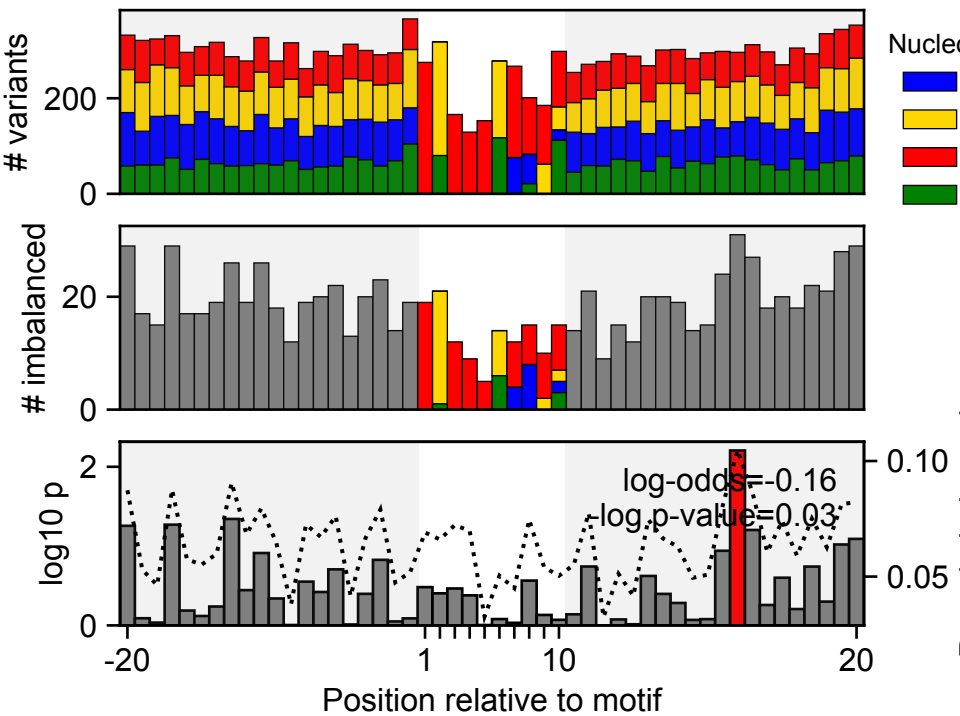 # variants
200
0
Nuclec
# imbalanced
20
0
log10 p
2
0
log-odds=-0.16
-log p-value=0.03
0.10
0.05
-20
1
10
20
Position relative to motif